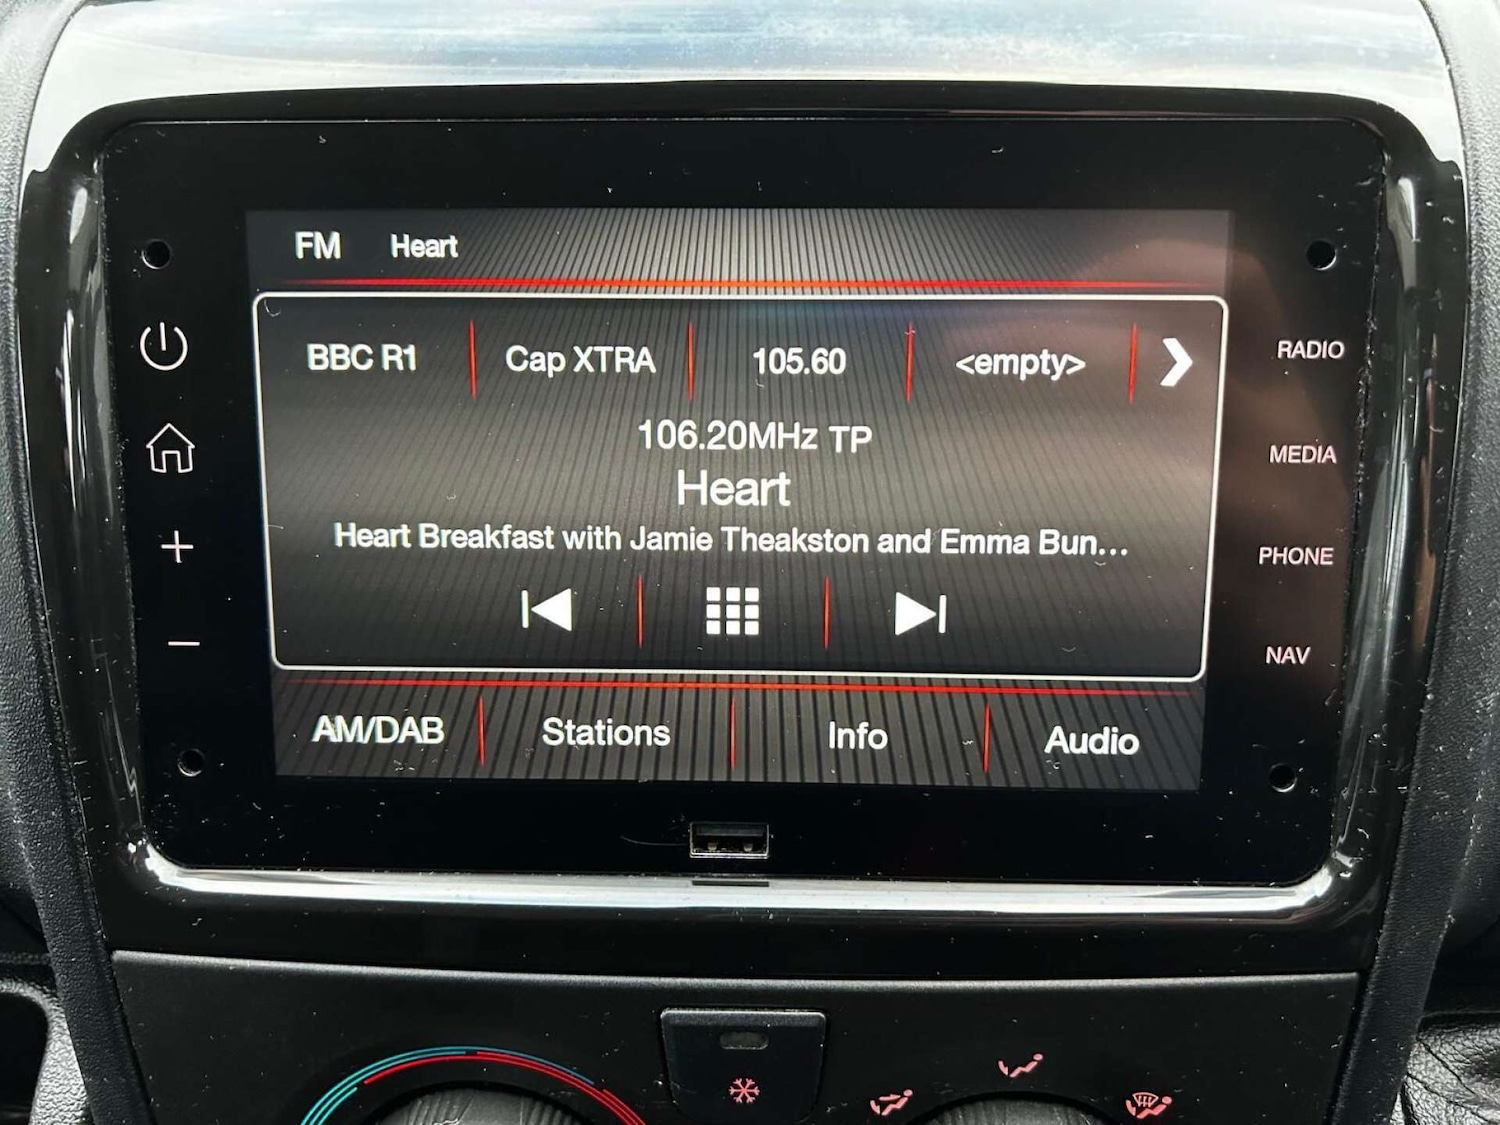 FM Heart
BBC R1 Cap XTRA 105.60 <empty>
106.20MHz TP
Heart
Heart Breakfast with Jamie Theakston and Emma Bun...
AM/DAB Stations Info Audio
RADIO
MEDIA
PHONE
NAV